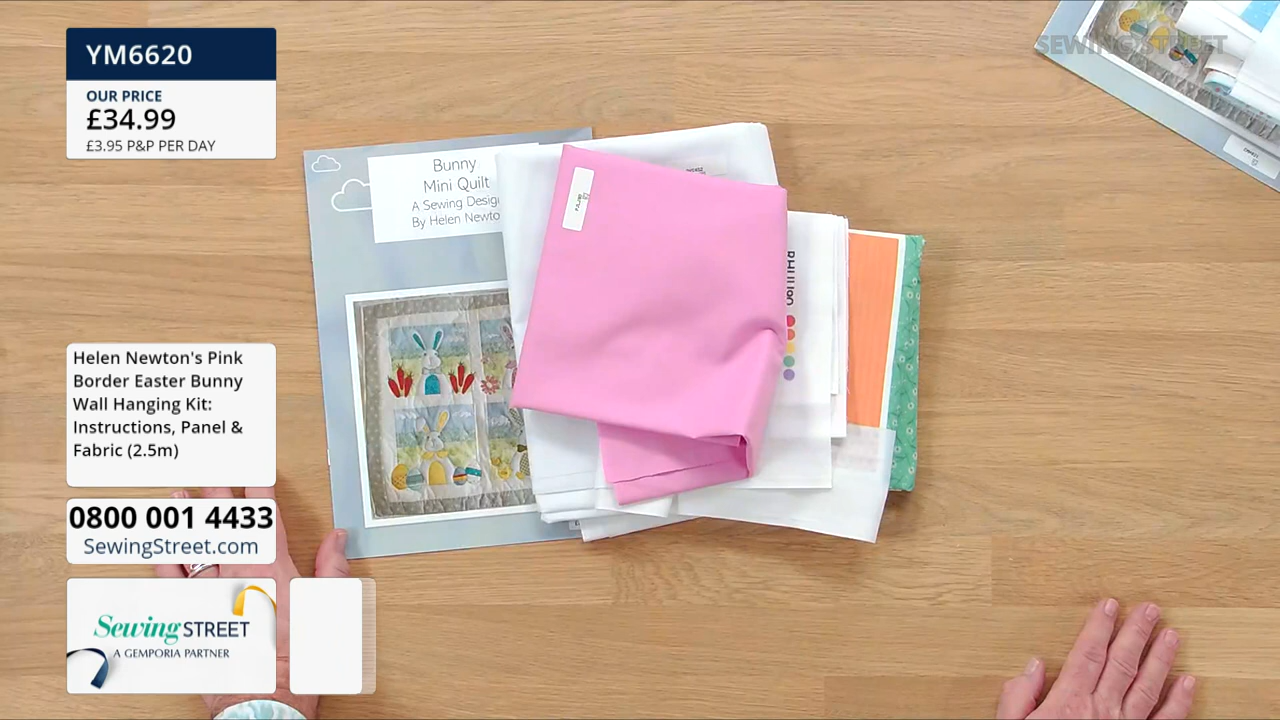 YM6620
OUR PRICE
£34.99
£3.95 P&P PER DAY
SEWING STREET
Bunny
Mini Quilt
A Sewing Desig
By Helen Newto
Helen Newton's Pink
Border Easter Bunny
Wall Hanging Kit:
Instructions, Panel &
Fabric (2.5m)
0800 001 4433
SewingStreet.com
Sewing STREET
A GEMPORIA PARTNER